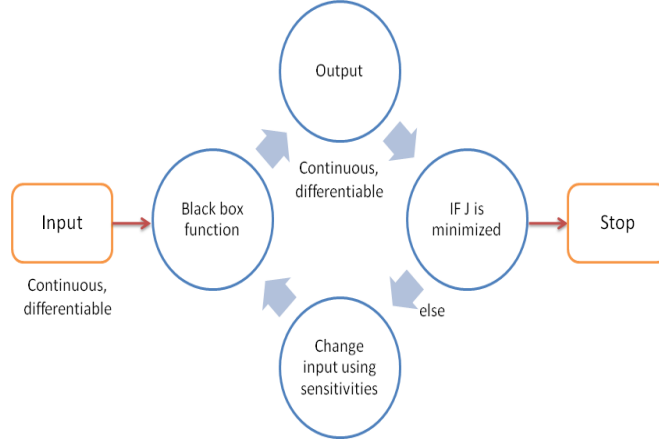 Output
Continuous,
differentiable
Input
Black box
function
IF J is
minimized
Stop
Continuous,
differentiable
else
Change
input using
sensitivities